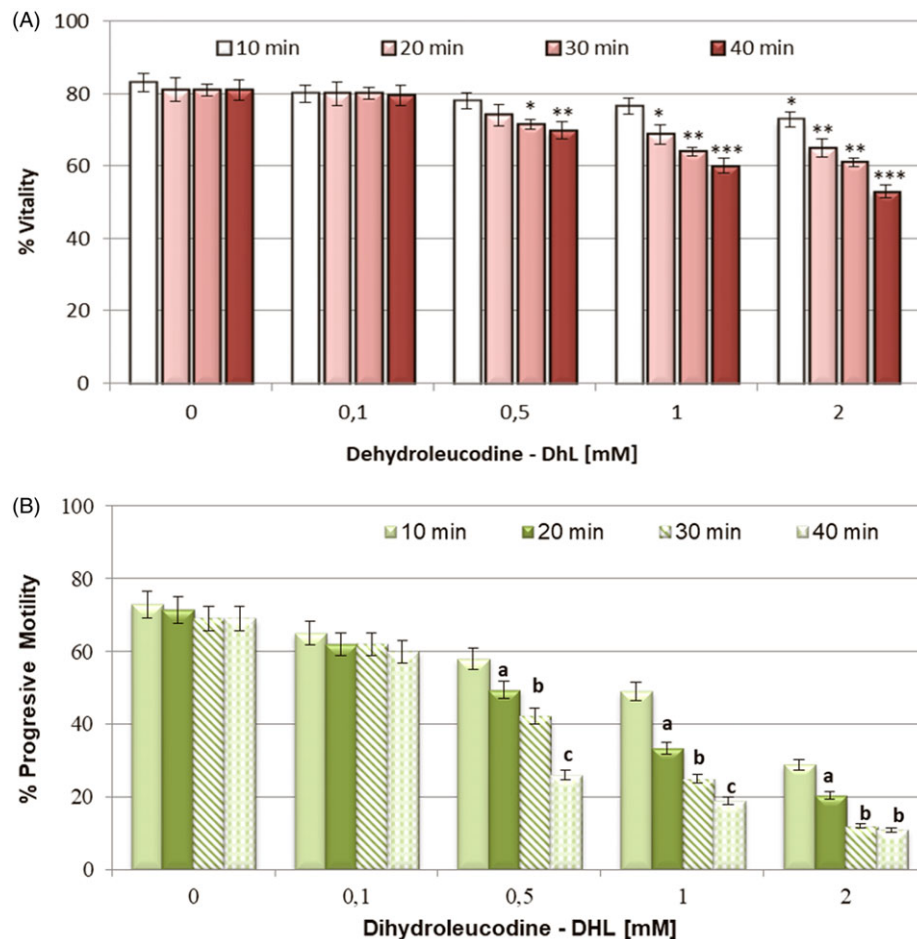 (A)
100
80
60
40
20
0
% Vitality
10 min 20 min 30 min 40 min
* **
* ** ***
* ** ** ***
0 0,1 0,5 1 2
Dehydroleucodine - DhL [mM]
(B)
100
80
60
40
20
0
% Progresive Motility
10 min 20 min 30 min 40 min
a b c
a b c
a b b
0 0,1 0,5 1 2
Dihydroleucodine - DHL [mM]